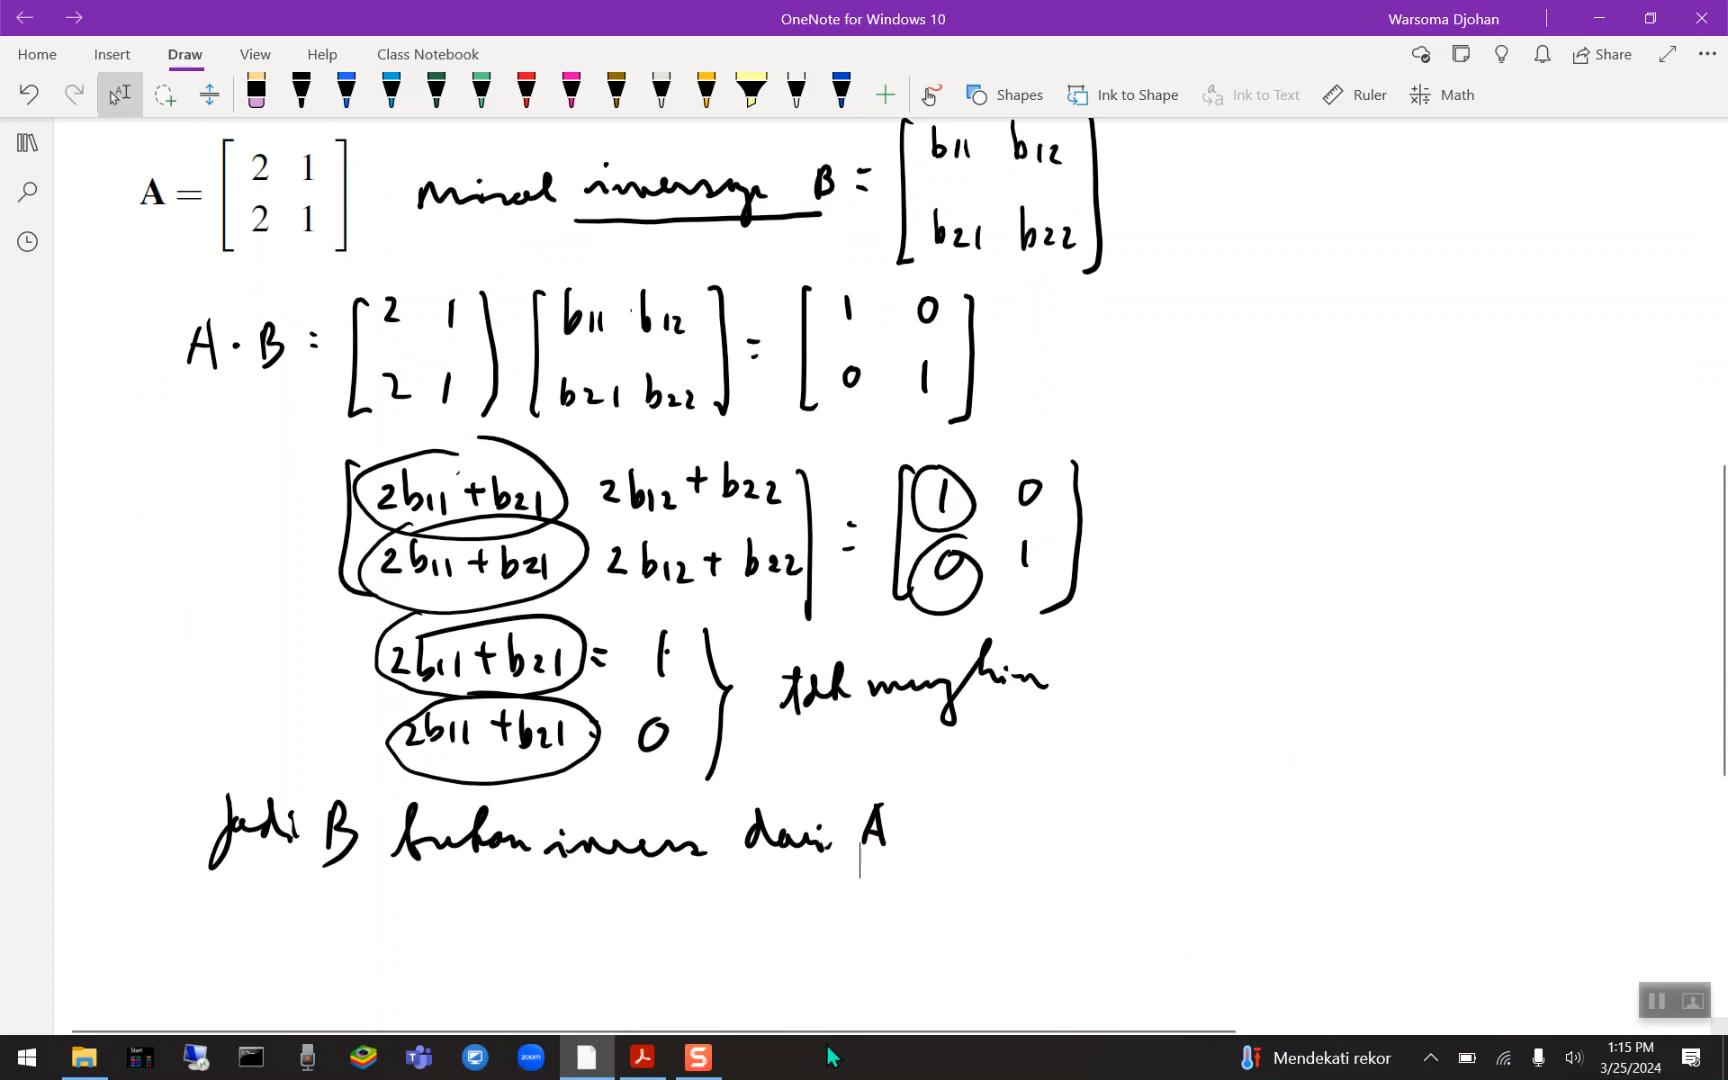 OneNote for Windows 10
Warsoma Djohan
Home Insert Draw View Help Class Notebook
Share
Shapes Ink to Shape Ink to Text Ruler Math
A = [ 2 1
2 1 ]
Misal inversnya B = [ b11 b12
b21 b22 ]
A · B = [ 2 1
2 1 ] [ b11 b12
b21 b22 ] = [ 1 0
0 1 ]
[ 2b11 + b21 2b12 + b22
2b11 + b21 2b12 + b22 ] = [ 1 0
0 1 ]
2b11 + b21 = 1
2b11 + b21 = 0
} tdk mungkin
Jadi B bukan invers dari A
Start
zoom
Mendekati rekor
1:15 PM
3/25/2024